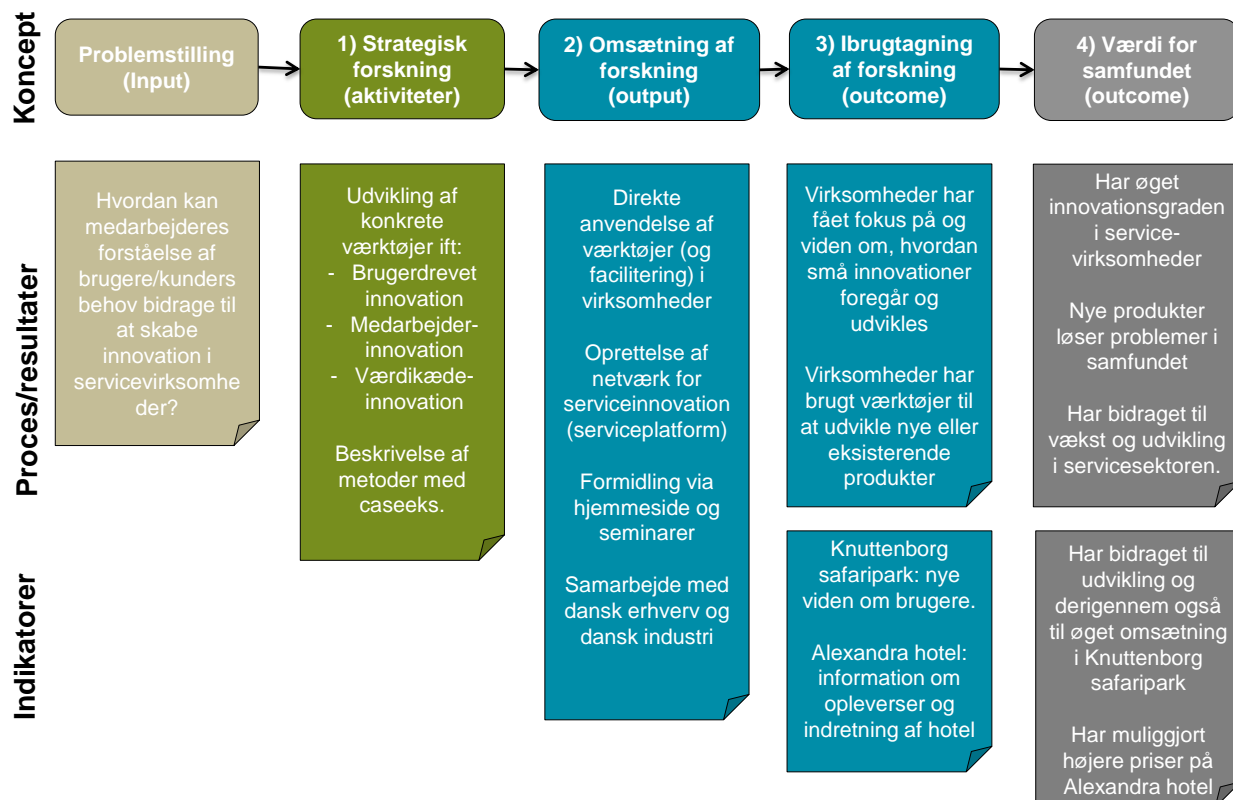 Koncept
Problemstilling
(Input)
1) Strategisk
forskning
(aktiviteter)
2) Omsætning af
forskning
(output)
3) Ibrugtagning
af forskning
(outcome)
4) Værdi for
samfundet
(outcome)
Proces/resultater
Hvordan kan
medarbejderes
forståelse af
brugere/kunders
behov bidrage til
at skabe
innovation i
servicevirksomhe
der?
Udvikling af
konkrete
værktøjer ift:
- Brugerdrevet
innovation
- Medarbejder-
innovation
- Værdikæde-
innovation
Beskrivelse af
metoder med
caseeks.
Direkte
anvendelse af
værktøjer (og
facilitering) i
virksomheder
Oprettelse af
netværk for
serviceinnovation
(serviceplatform)
Formidling via
hjemmeside og
seminarer
Samarbejde med
dansk erhverv og
dansk industri
Virksomheder har
fået fokus på og
viden om, hvordan
små innovationer
foregår og
udvikles
Virksomheder har
brugt værktøjer til
at udvikle nye eller
eksisterende
produkter
Har øget
innovationsgraden
i service-
virksomheder
Nye produkter
løser problemer i
samfundet
Har bidraget til
vækst og udvikling
i servicesektoren.
Indikatorer
Knuttenborg
safaripark: nye
viden om brugere.
Alexandra hotel:
information om
opleverser og
indretning af hotel
Har bidraget til
udvikling og
derigennem også
til øget omsætning
i Knuttenborg
safaripark
Har muliggjort
højere priser på
Alexandra hotel